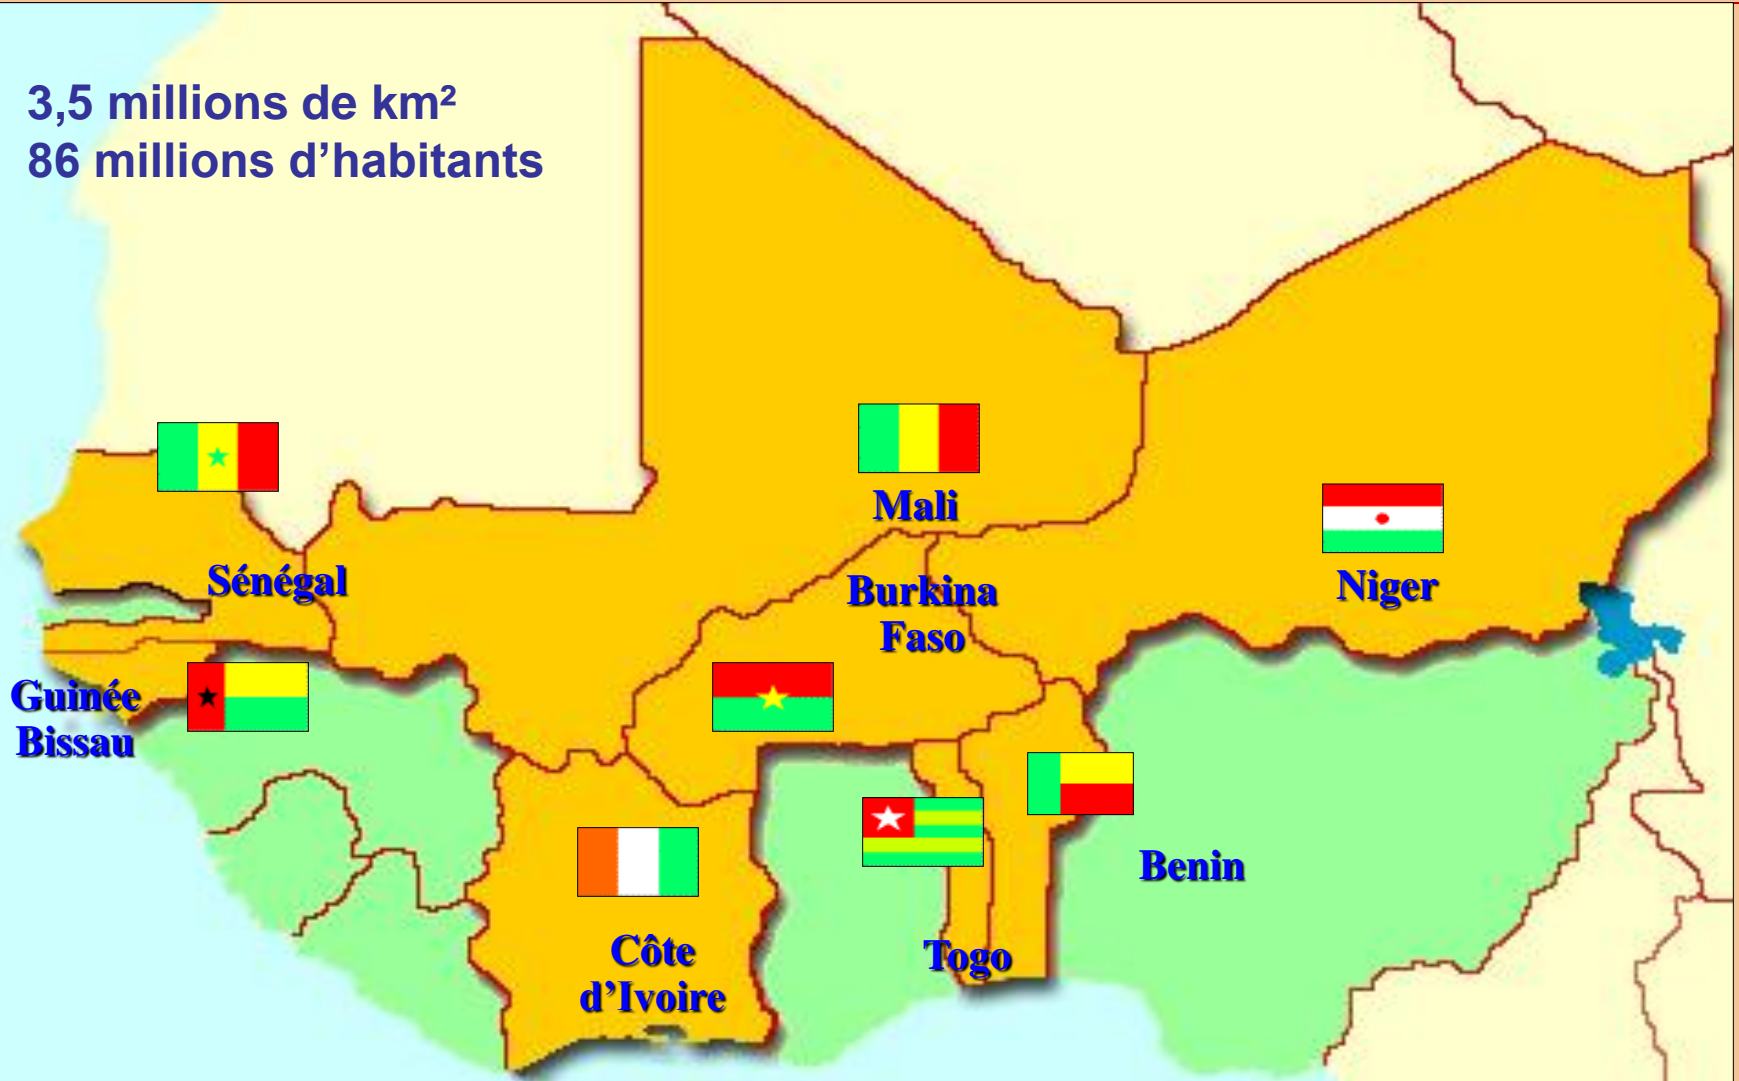 3,5 millions de km²
86 millions d’habitants
Mali
Sénégal
Burkina
Faso
Niger
Guinée
Bissau
Benin
Côte
d’Ivoire
Togo